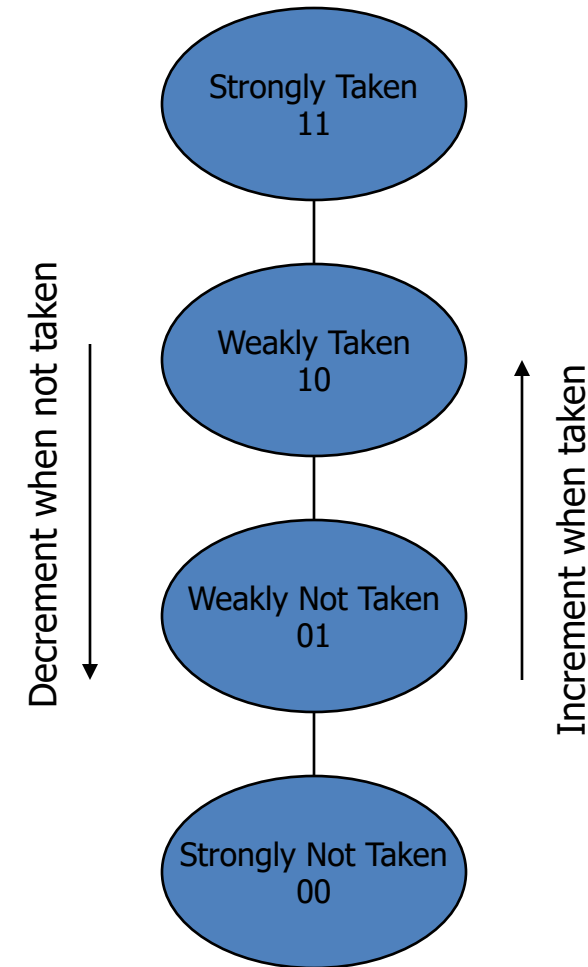 Strongly Taken
11
Weakly Taken
10
Decrement when not taken
Increment when taken
Weakly Not Taken
01
Strongly Not Taken
00